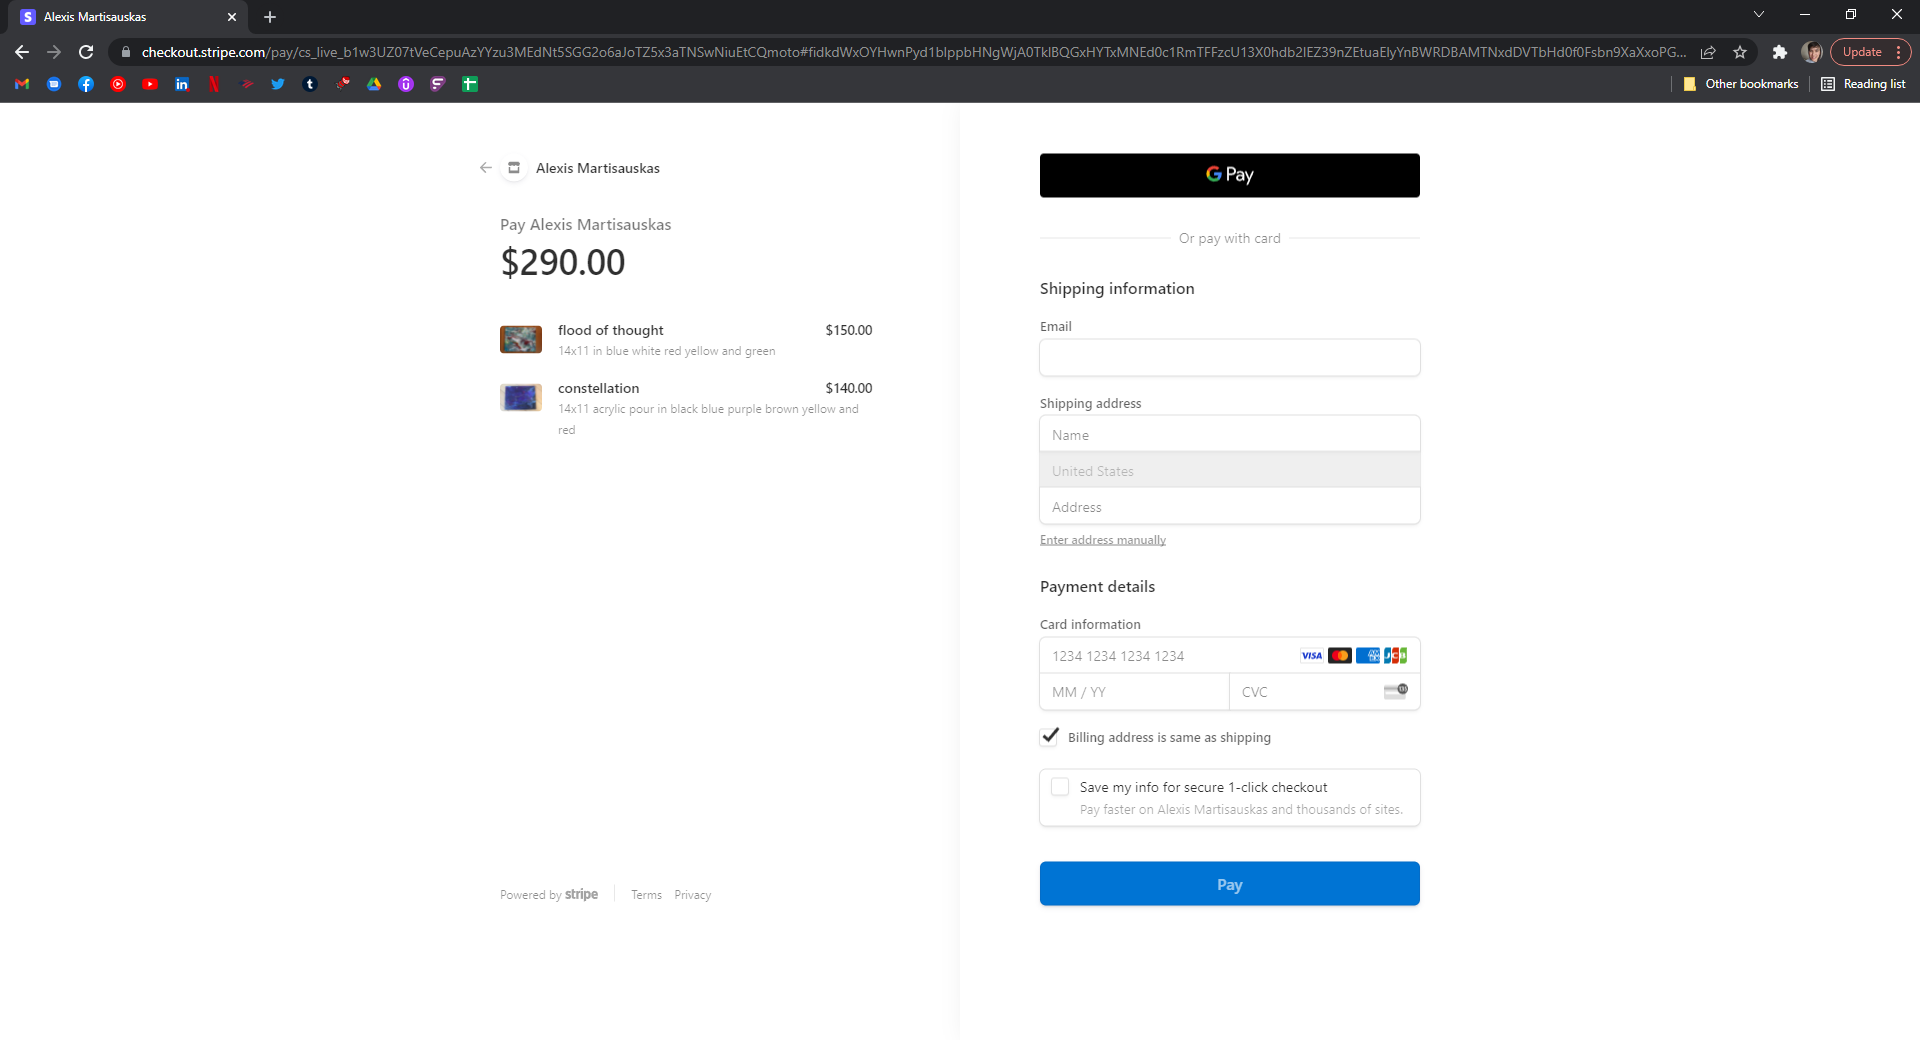 Alexis Martisauskas
checkout.stripe.com/pay/cs_live_b1w3UZ07tVeCepuAzYYzu3MEdNt5SGG2o6aJoTZ5x3aTNSwNiuEtCQmoto#fidkdWxOYHwnPyd1blppbHNgWjA0TklBQGxHYTxMNEd0c1RmTFFzcU13X0hdb2lEZ39nZEtuaElyYnBWRDBAMTNxdDVTbHd0f0Fsbn9XaXxoPG...
Update
Other bookmarks
Reading list
Alexis Martisauskas
Pay Alexis Martisauskas
$290.00
flood of thought $150.00
14x11 in blue white red yellow and green
constellation $140.00
14x11 acrylic pour in black blue purple brown yellow and
red
Powered by stripe
Terms Privacy
G Pay
Or pay with card
Shipping information
Email
Shipping address
Name
United States
Address
Enter address manually
Payment details
Card information
1234 1234 1234 1234 VISA JCB
MM / YY CVC
Billing address is same as shipping
Save my info for secure 1-click checkout
Pay faster on Alexis Martisauskas and thousands of sites.
Pay